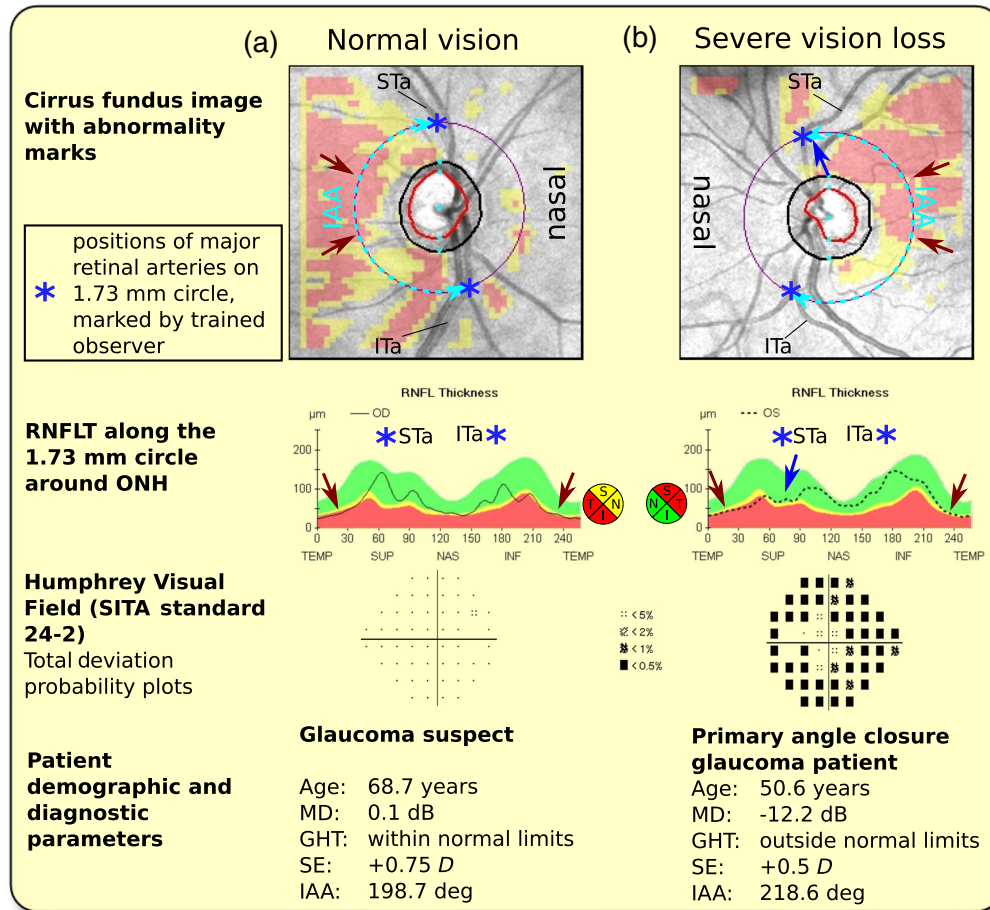 (a) Normal vision
(b) Severe vision loss
Cirrus fundus image
with abnormality
marks
STa
IAA
nasal
ITa
STa
IAA
nasal
ITa
positions of major
retinal arteries on
1.73 mm circle,
marked by trained
observer
RNFLT along the
1.73 mm circle
around ONH
RNFL Thickness
µm
OD
STa ITa
200
100
0
0 30 60 90 120 150 180 210 240
TEMP SUP NAS INF TEMP
S
N
I
T
RNFL Thickness
µm
OS
STa ITa
200
100
0
0 30 60 90 120 150 180 210 240
TEMP SUP NAS INF TEMP
S
N T
I
Humphrey Visual
Field (SITA standard
24-2)
Total deviation
probability plots
< 5%
< 2%
< 1%
< 0.5%
Patient
demographic and
diagnostic
parameters
Glaucoma suspect
Age: 68.7 years
MD: 0.1 dB
GHT: within normal limits
SE: +0.75 D
IAA: 198.7 deg
Primary angle closure
glaucoma patient
Age: 50.6 years
MD: -12.2 dB
GHT: outside normal limits
SE: +0.5 D
IAA: 218.6 deg